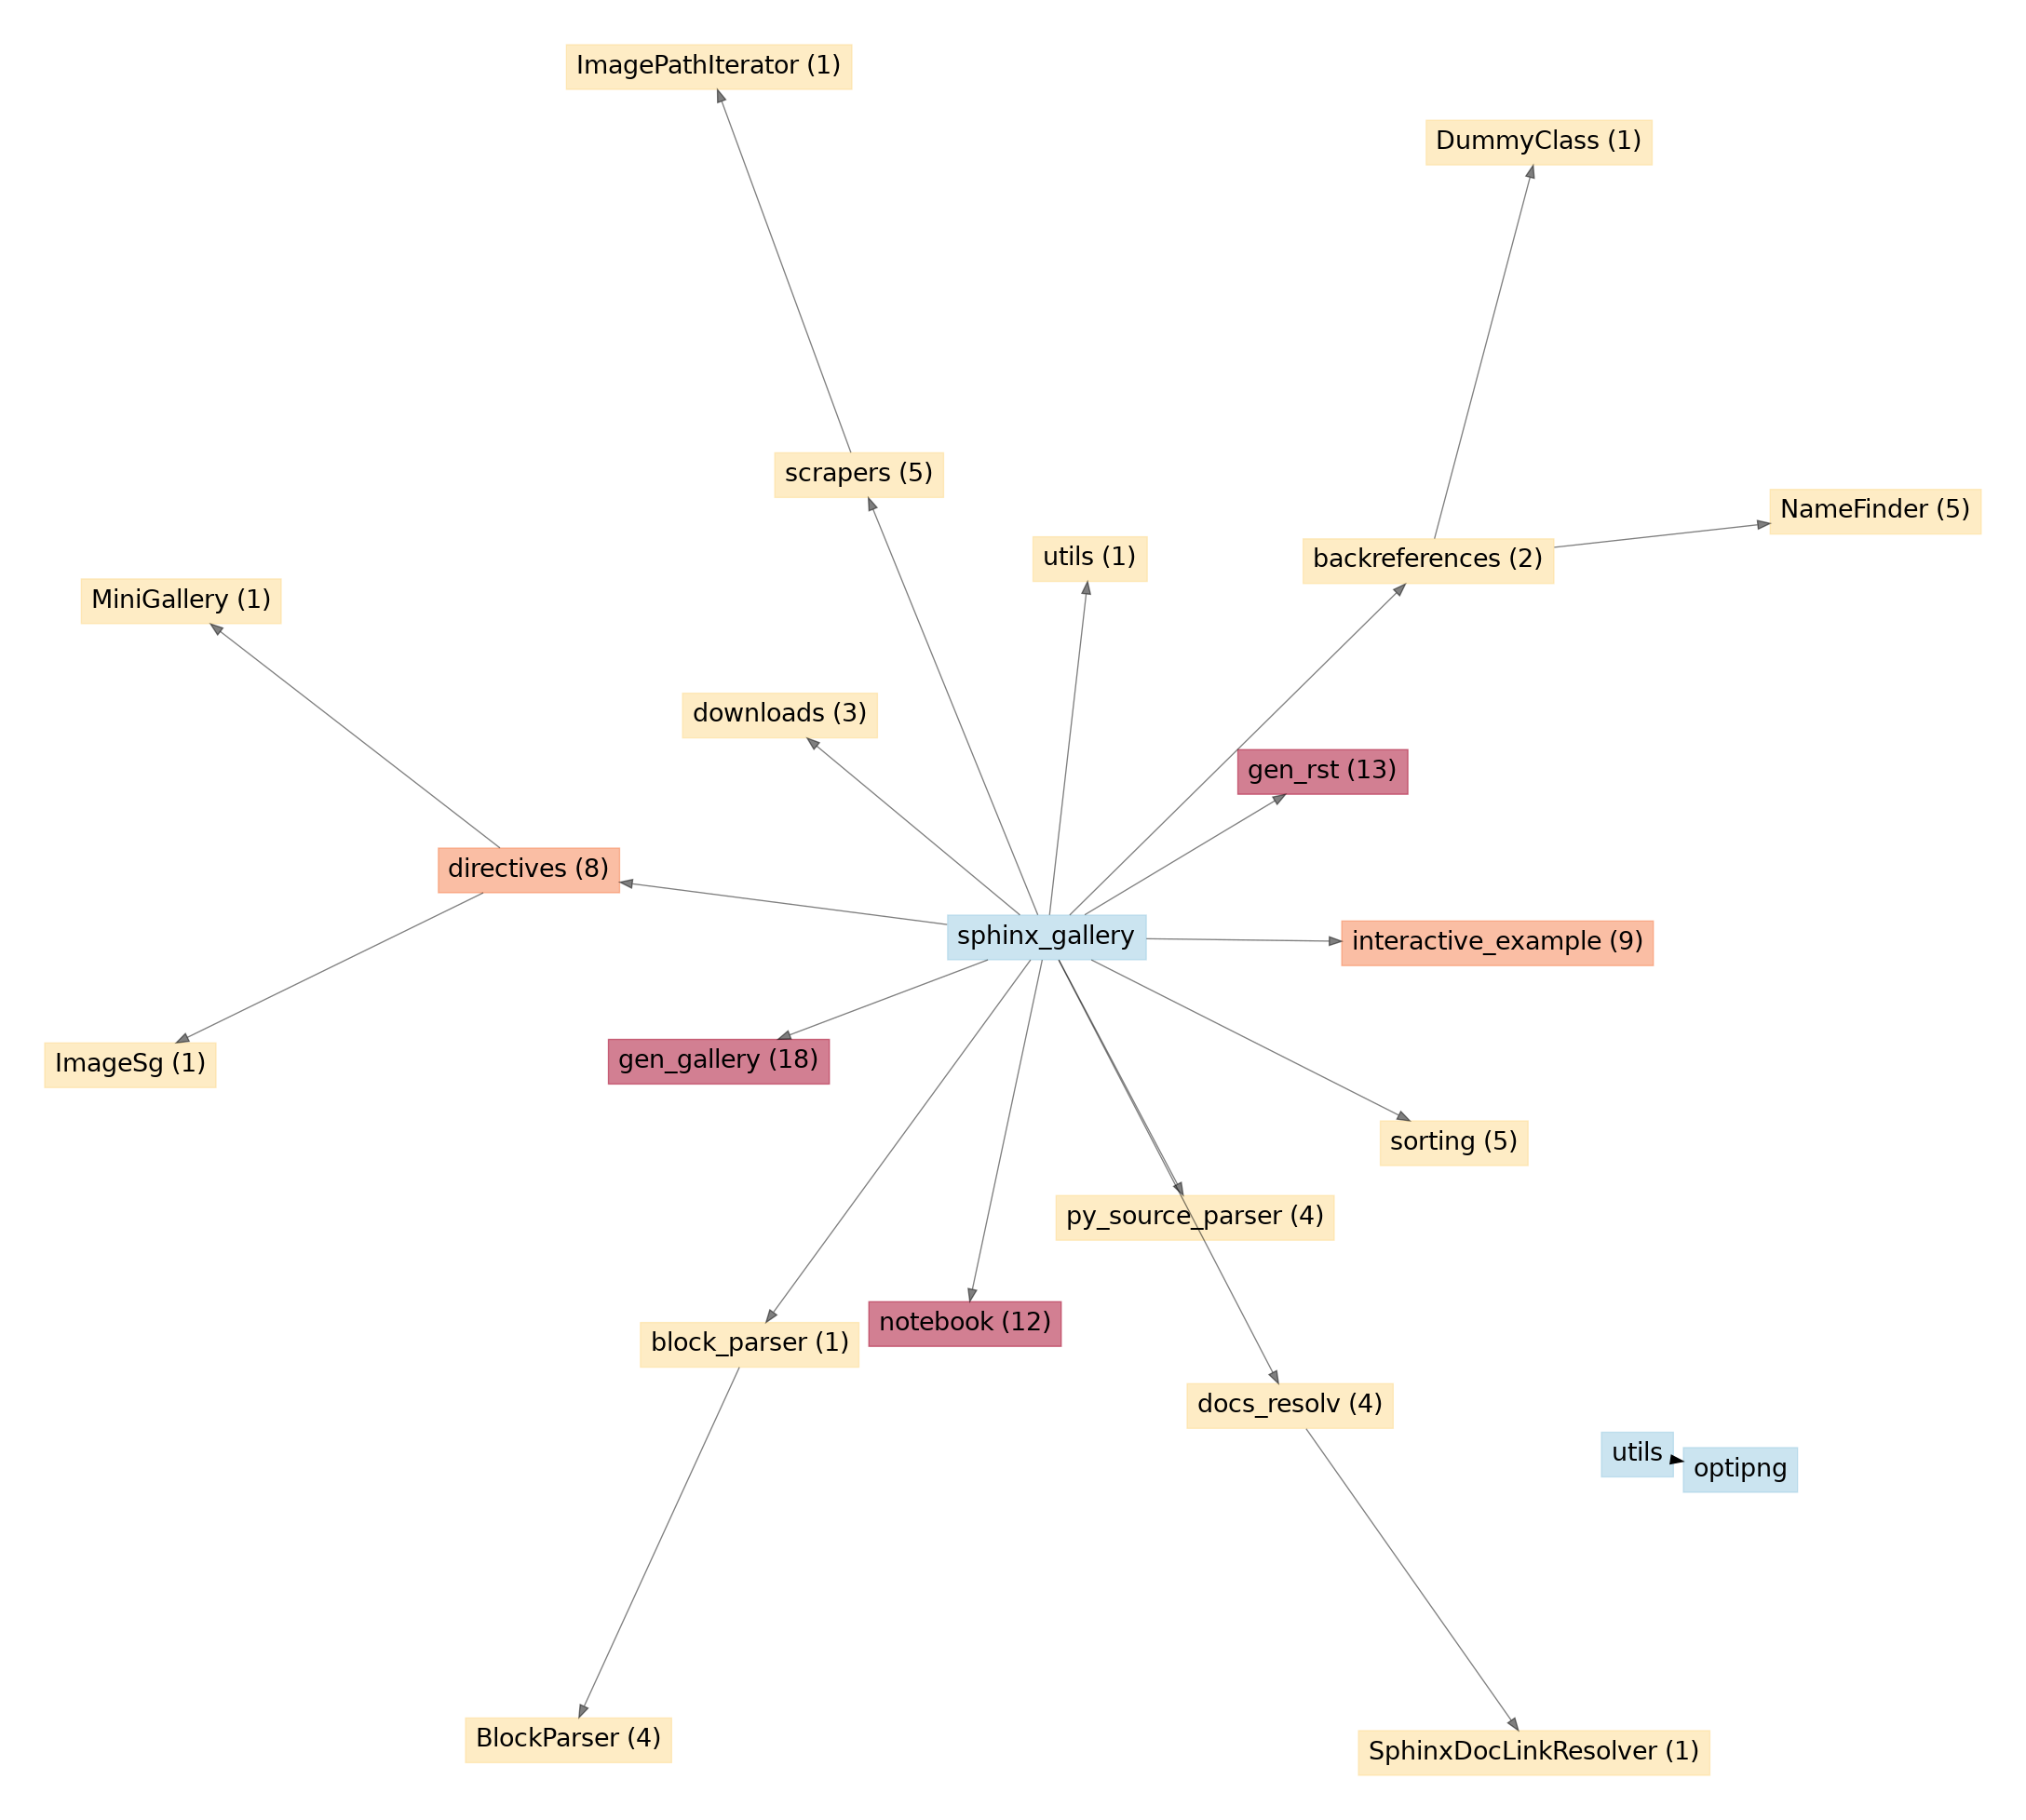 ImagePathIterator (1)
DummyClass (1)
scrapers (5)
NameFinder (5)
utils (1)
backreferences (2)
MiniGallery (1)
downloads (3)
gen_rst (13)
directives (8)
sphinx_gallery
interactive_example (9)
gen_gallery (18)
ImageSg (1)
sorting (5)
py_source_parser (4)
notebook (12)
block_parser (1)
docs_resolv (4)
utils
optipng
BlockParser (4)
SphinxDocLinkResolver (1)